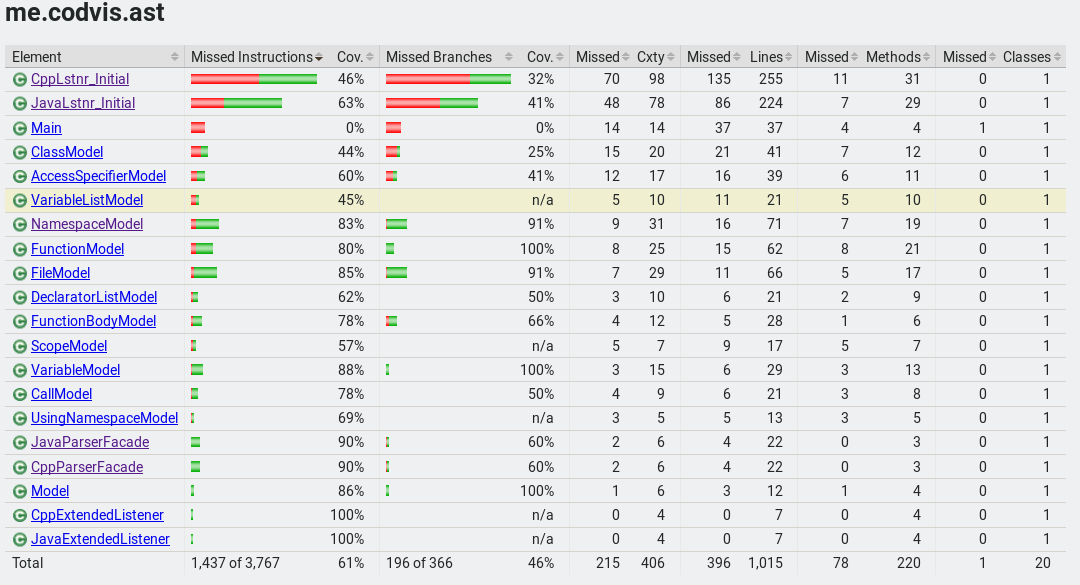 me.codvis.ast
Element Missed Instructions Cov. Missed Branches Cov. Missed Cxty Missed Lines Missed Methods Missed Classes
C CppLstnr_Initial 46% 32% 70 98 135 255 11 31 0 1
C JavaLstnr_Initial 63% 41% 48 78 86 224 7 29 0 1
C Main 0% 0% 14 14 37 37 4 4 1 1
C ClassModel 44% 25% 15 20 21 41 7 12 0 1
C AccessSpecifierModel 60% 41% 12 17 16 39 6 11 0 1
C VariableListModel 45% n/a 5 10 11 21 5 10 0 1
C NamespaceModel 83% 91% 9 31 16 71 7 19 0 1
C FunctionModel 80% 100% 8 25 15 62 8 21 0 1
C FileModel 85% 91% 7 29 11 66 5 17 0 1
C DeclaratorListModel 62% 50% 3 10 6 21 2 9 0 1
C FunctionBodyModel 78% 66% 4 12 5 28 1 6 0 1
C ScopeModel 57% n/a 5 7 9 17 5 7 0 1
C VariableModel 88% 100% 3 15 6 29 3 13 0 1
C CallModel 78% 50% 4 9 6 21 3 8 0 1
C UsingNamespaceModel 69% n/a 3 5 5 13 3 5 0 1
C JavaParserFacade 90% 60% 2 6 4 22 0 3 0 1
C CppParserFacade 90% 60% 2 6 4 22 0 3 0 1
C Model 86% 100% 1 6 3 12 1 4 0 1
C CppExtendedListener 100% n/a 0 4 0 7 0 4 0 1
C JavaExtendedListener 100% n/a 0 4 0 7 0 4 0 1
Total 1,437 of 3,767 61% 196 of 366 46% 215 406 396 1,015 78 220 1 20